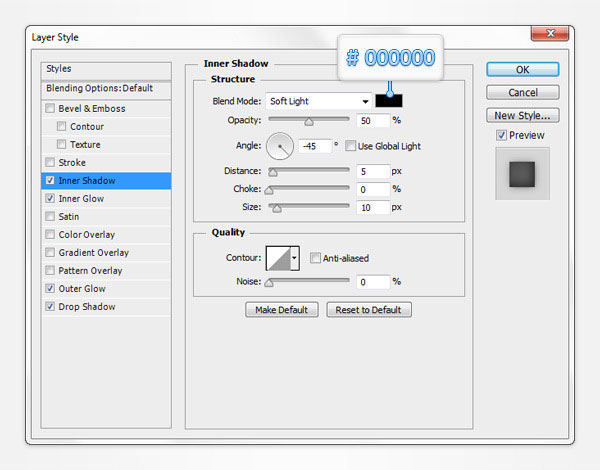 Layer Style
# 000000
Styles
Blending Options:Default
Bevel & Emboss
Contour
Texture
Stroke
Inner Shadow
Inner Glow
Satin
Color Overlay
Gradient Overlay
Pattern Overlay
Outer Glow
Drop Shadow
Inner Shadow
Structure
Blend Mode: Soft Light
Opacity: 50 %
Angle: -45 ° Use Global Light
Distance: 5 px
Choke: 0 %
Size: 10 px
Quality
Contour: Anti-aliased
Noise: 0 %
Make Default Reset to Default
OK
Cancel
New Style...
Preview